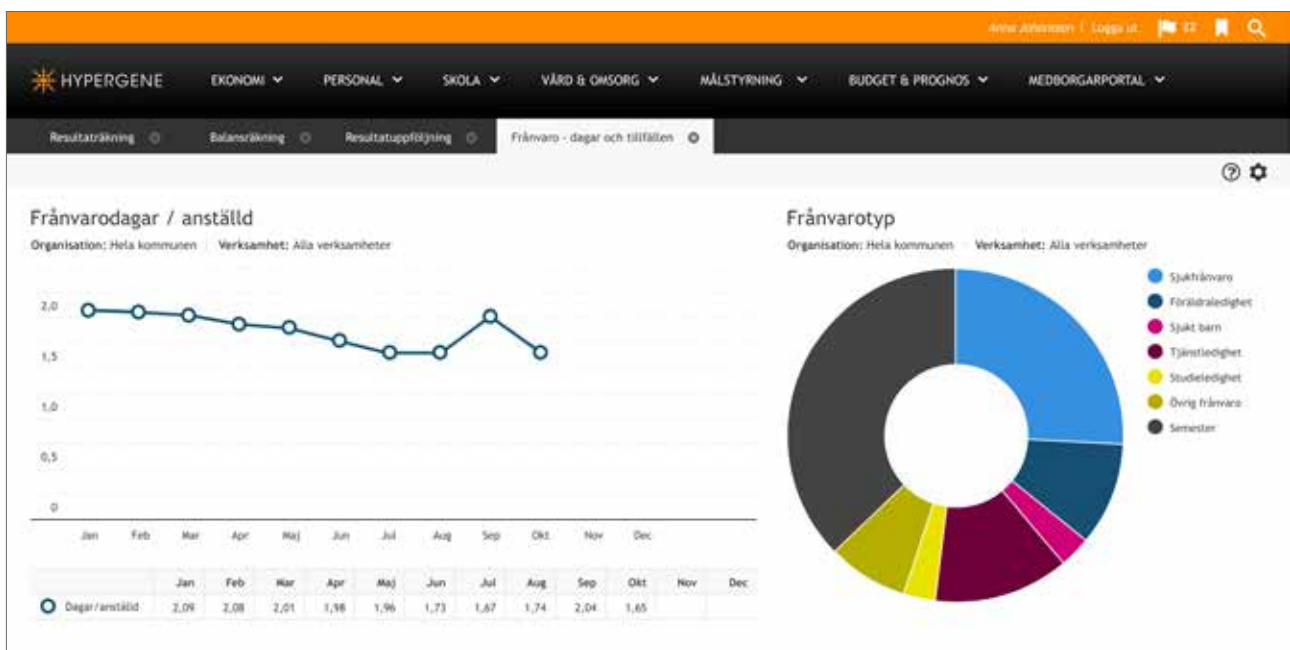 Anna Johansson | Logga ut 22
HYPERGENE EKONOMI PERSONAL SKOLA VÅRD & OMSORG MÅLSTYRNING BUDGET & PROGNOS MEDBORGARPORTAL
Resultaträkning Balansräkning Resultatuppföljning Frånvaro - dagar och tillfällen
Frånvarodagar / anställd
Organisation: Hela kommunen Verksamhet: Alla verksamheter
2,0
1,5
1,0
0,5
0
Jan Feb Mar Apr Maj Jun Jul Aug Sep Okt Nov Dec
Jan Feb Mar Apr Maj Jun Jul Aug Sep Okt Nov Dec
Dagar/anställd 2,09 2,08 2,01 1,98 1,96 1,73 1,67 1,74 2,04 1,65
Frånvarotyp
Organisation: Hela kommunen Verksamhet: Alla verksamheter
Sjukfrånvaro
Föräldraledighet
Sjukt barn
Tjänstledighet
Studieledighet
Övrig frånvaro
Semester